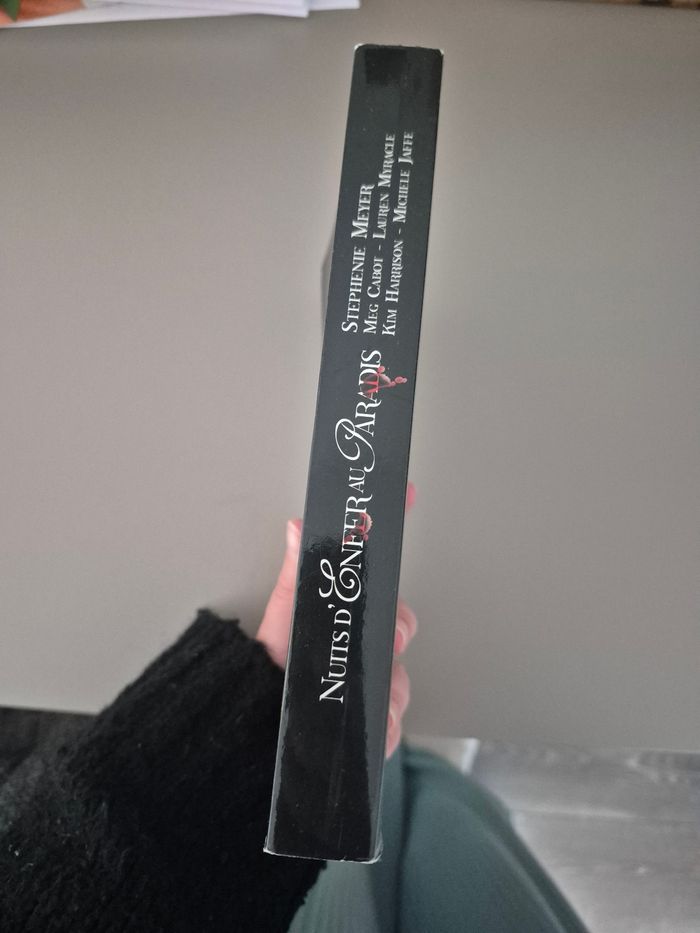 NUITS D'ENFER AU PARADIS
STEPHENIE MEYER
MEG CABOT - LAUREN MYRACLE
KIM HARRISON - MICHELE JAFFE